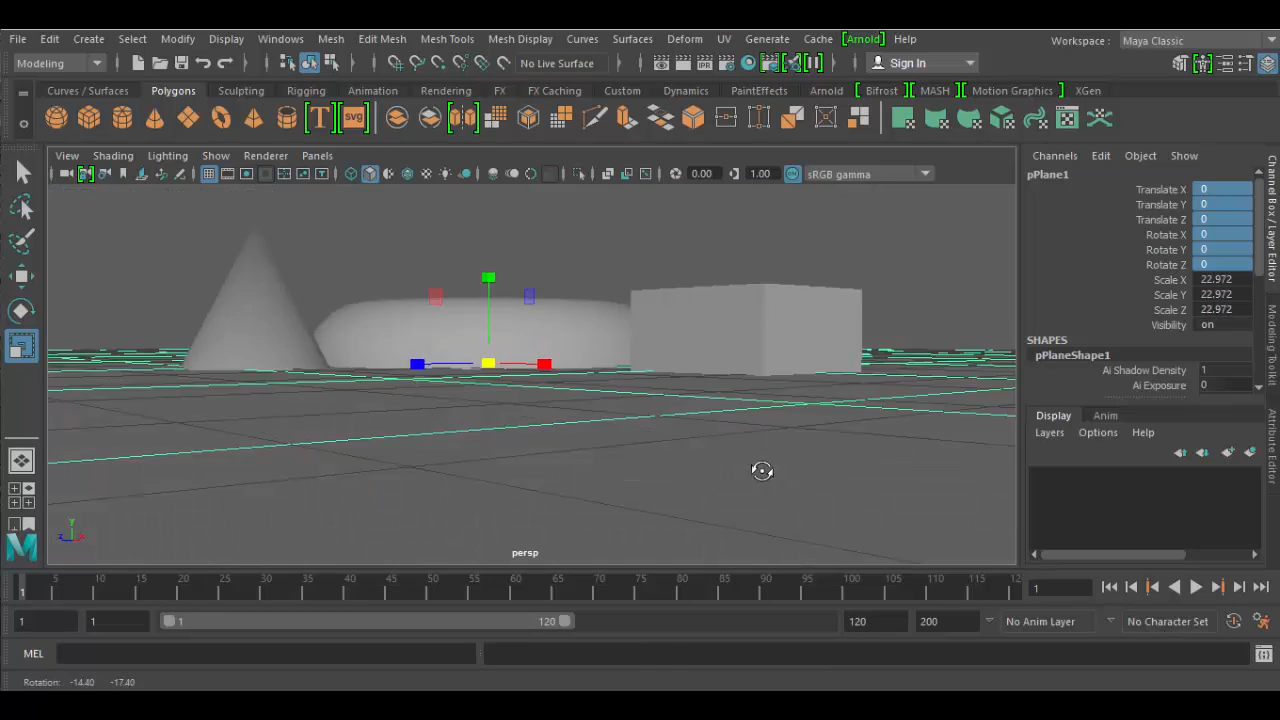 File Edit Create Select Modify Display Windows Mesh Edit Mesh Mesh Tools Mesh Display Curves Surfaces Deform UV Generate Cache [Arnold] Help Workspace : Maya Classic
Modeling No Live Surface Sign In
Curves / Surfaces Polygons Sculpting Rigging Animation Rendering FX FX Caching Custom Dynamics PaintEffects Arnold [ Bifrost [ MASH ] [ Motion Graphics ] XGen
T SVG
View Shading Lighting Show Renderer Panels
IPR
0.00 1.00 sRGB gamma
Channels Edit Object Show
pPlane1
Translate X 0
Translate Y 0
Translate Z 0
Rotate X 0
Rotate Y 0
Rotate Z 0
Scale X 22.972
Scale Y 22.972
Scale Z 22.972
Visibility on
SHAPES
pPlaneShape1
Ai Shadow Density 1
Ai Exposure 0
Display Anim
Layers Options Help
Channel Box / Layer Editor
Modeling Toolkit
Attribute Editor
persp
5 10 15 20 25 30 35 40 45 50 55 60 65 70 75 80 85 90 95 100 105 110 115 12
1 1
1 1 1 120 120 200 No Anim Layer No Character Set
MEL
Rotation: -14.40 -17.40